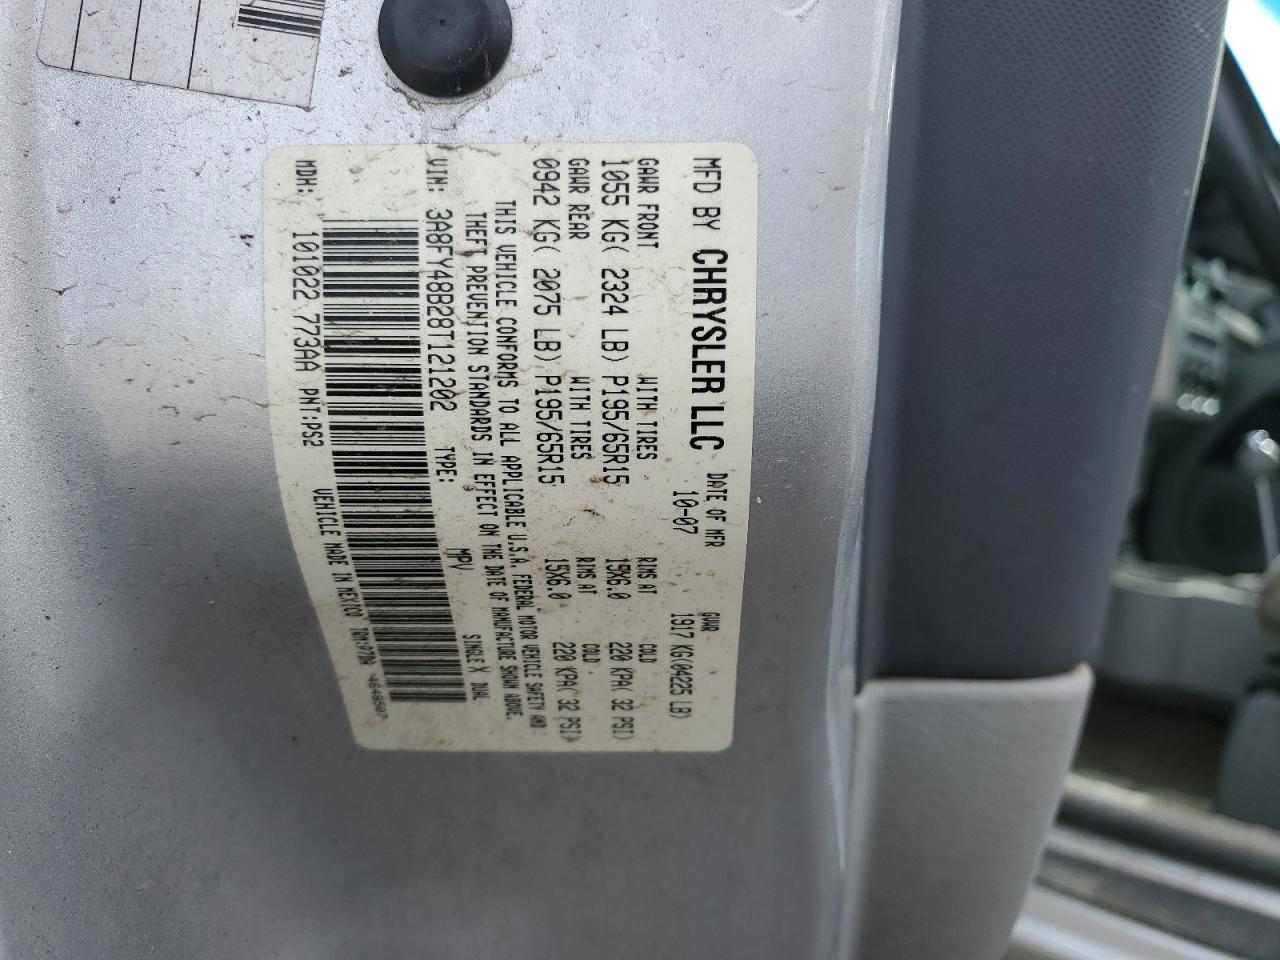 MFD BY CHRYSLER LLC DATE OF MFR GVWR
10-07 1917 KG(04225 LB)
GAWR FRONT WITH TIRES RIMS AT COLD
1055 KG( 2324 LB) P195/65R15 15X6.0 220 KPA( 32 PSI)
GAWR REAR WITH TIRES RIMS AT COLD
0942 KG( 2075 LB) P195/65R15 15X6.0 220 KPA( 32 PSI)
THIS VEHICLE CONFORMS TO ALL APPLICABLE U.S.A. FEDERAL MOTOR VEHICLE SAFETY AND
THEFT PREVENTION STANDARDS IN EFFECT ON THE DATE OF MANUFACTURE SHOWN ABOVE.
VIN: 3A8FY48B28T121202 TYPE: MPV SINGLE X DUAL
MDH: 101022 773AA PNT:PS2 VEHICLE MADE IN MEXICO